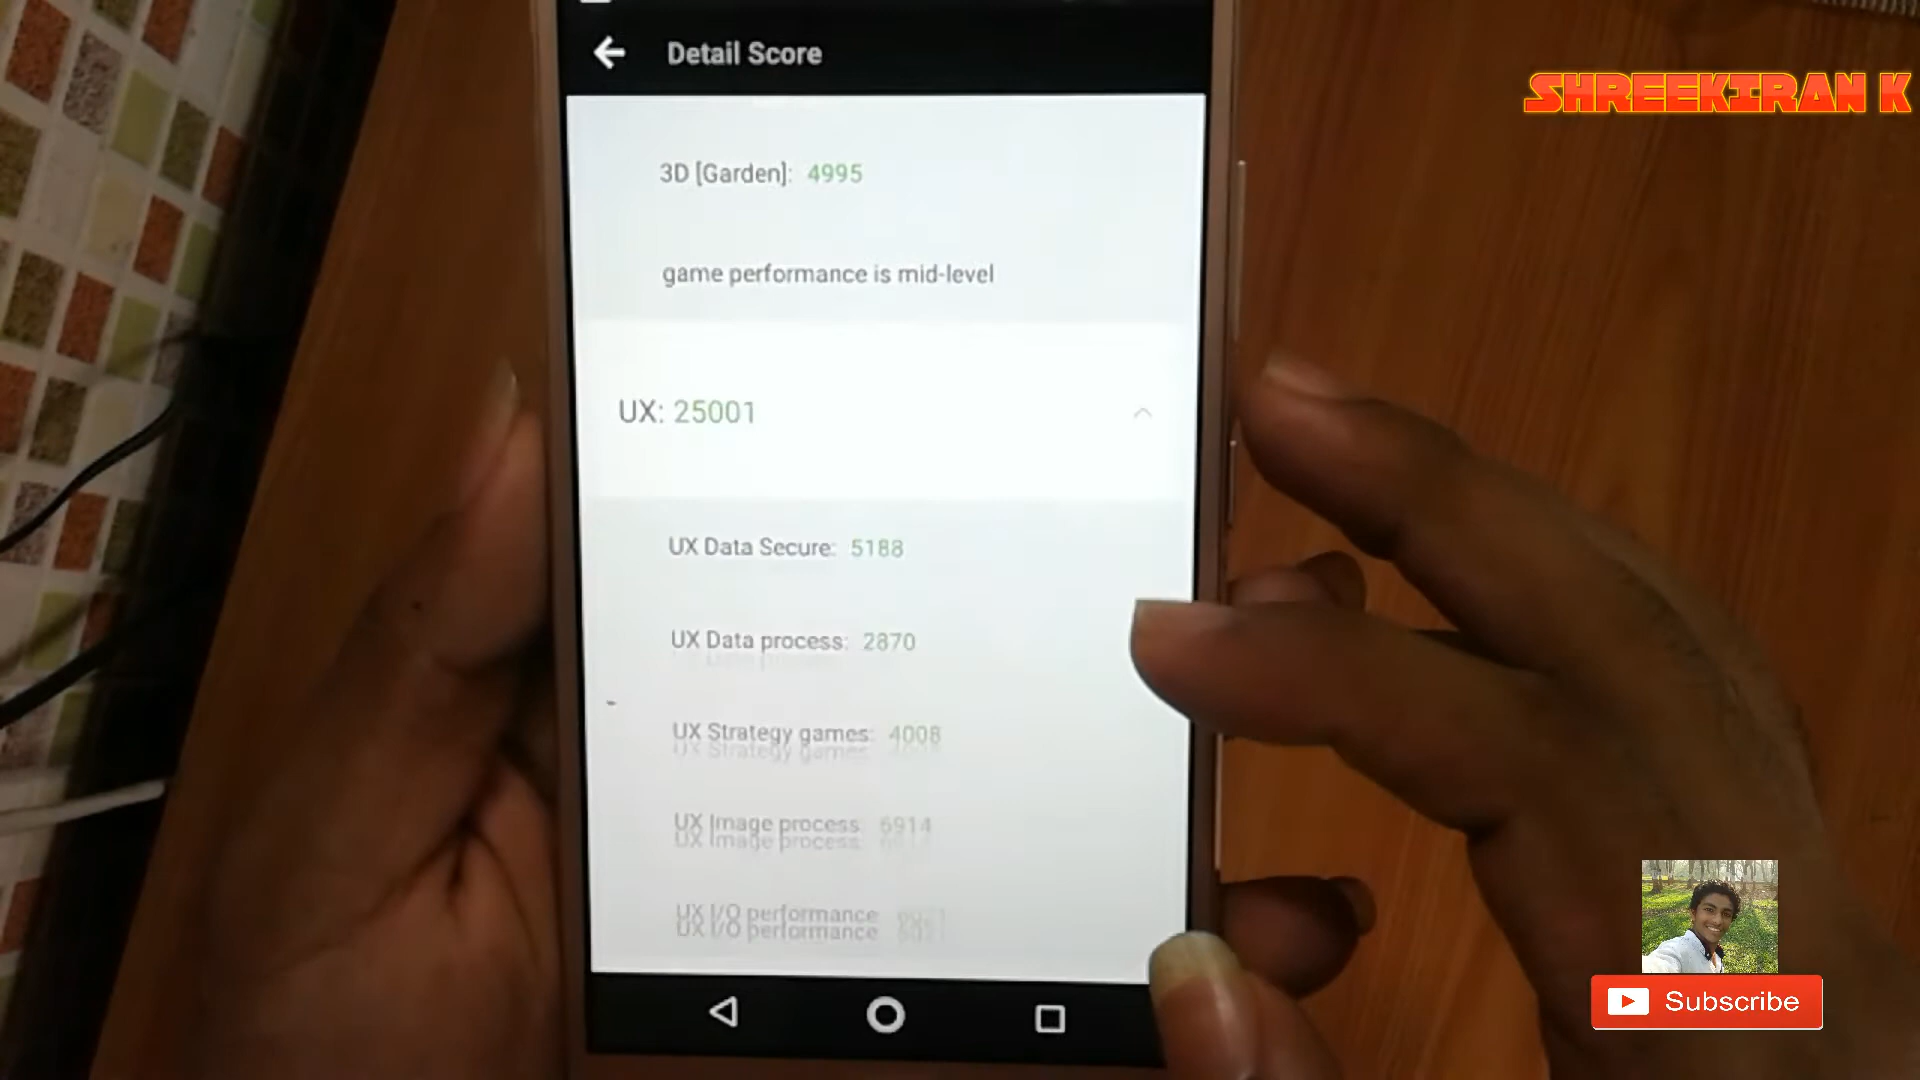 Detail Score
SHREEKIRAN K
3D [Garden]: 4995
game performance is mid-level
UX: 25001
UX Data Secure: 5188
UX Data process: 2870
UX Strategy games: 4008
UX Image process: 6914
UX I/O performance
Subscribe